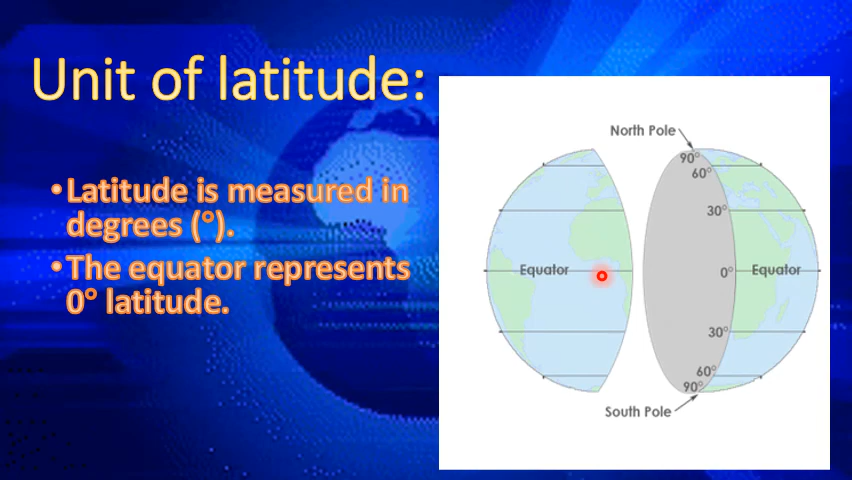 Unit of latitude:
•Latitude is measured in
degrees (°).
•The equator represents
0° latitude.
North Pole
90°
60°
30°
Equator
0°
Equator
30°
60°
90°
South Pole